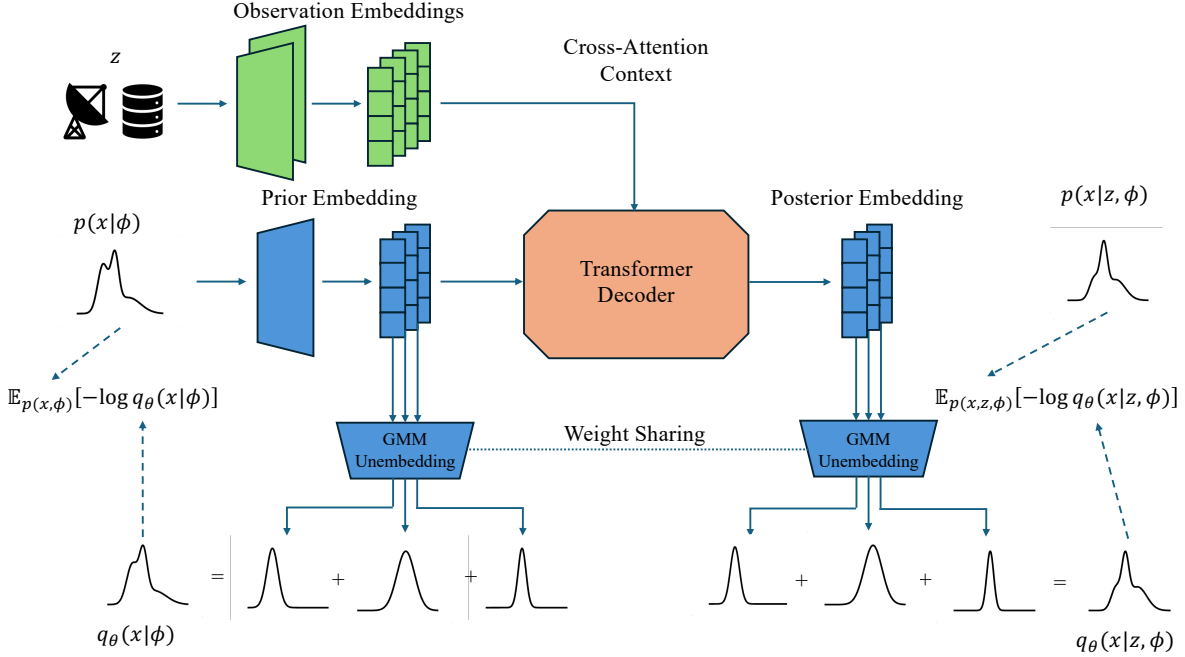 Observation Embeddings
z
Cross-Attention
Context
Prior Embedding
Posterior Embedding
p(x|ϕ)
p(x|z, ϕ)
Transformer
Decoder
𝔼p(x,ϕ)[−log qθ(x|ϕ)]
𝔼p(x,z,ϕ)[−log qθ(x|z, ϕ)]
GMM
Unembedding
Weight Sharing
GMM
Unembedding
= + +
+ + =
qθ(x|ϕ)
qθ(x|z, ϕ)